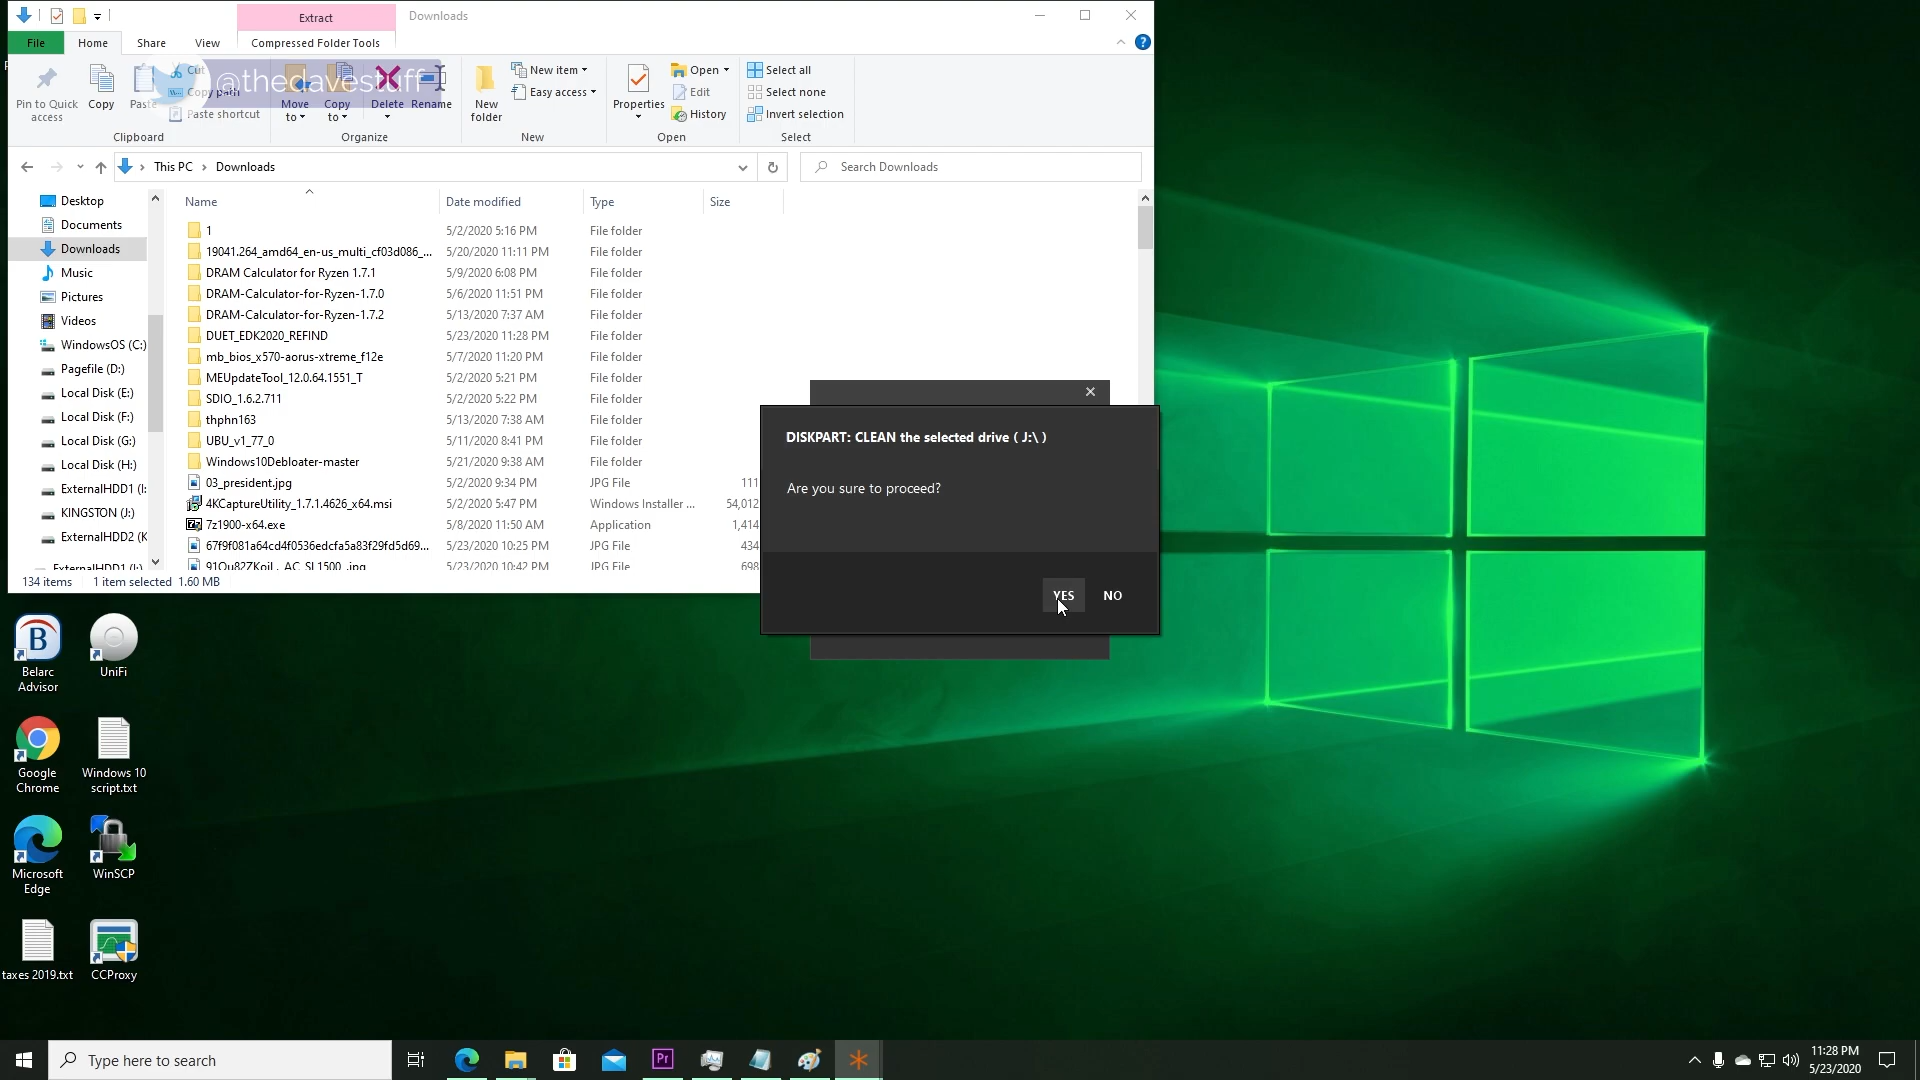 Extract
Downloads
File
Home
Share
View
Compressed Folder Tools
Pin to Quick
access
Copy
Paste
Cut
Copy path
Paste shortcut
@thedavestuff
Move
to
Copy
to
Delete
Rename
New
folder
New item
Easy access
Properties
Open
Edit
History
Select all
Select none
Invert selection
Clipboard
Organize
New
Open
Select
This PC
Downloads
Search Downloads
Desktop
Documents
Downloads
Music
Pictures
Videos
WindowsOS (C:)
Pagefile (D:)
Local Disk (E:)
Local Disk (F:)
Local Disk (G:)
Local Disk (H:)
ExternalHDD1 (I:
KINGSTON (J:)
ExternalHDD2 (K
ExternalHDD1 (I:)
Name Date modified Type Size
1 5/2/2020 5:16 PM File folder
19041.264_amd64_en-us_multi_cf03d086_... 5/20/2020 11:11 PM File folder
DRAM Calculator for Ryzen 1.7.1 5/9/2020 6:08 PM File folder
DRAM-Calculator-for-Ryzen-1.7.0 5/6/2020 11:51 PM File folder
DRAM-Calculator-for-Ryzen-1.7.2 5/13/2020 7:37 AM File folder
DUET_EDK2020_REFIND 5/23/2020 11:28 PM File folder
mb_bios_x570-aorus-xtreme_f12e 5/7/2020 11:20 PM File folder
MEUpdateTool_12.0.64.1551_T 5/2/2020 5:21 PM File folder
SDIO_1.6.2.711 5/2/2020 5:22 PM File folder
thphn163 5/13/2020 7:38 AM File folder
UBU_v1_77_0 5/11/2020 8:41 PM File folder
Windows10Debloater-master 5/21/2020 9:38 AM File folder
03_president.jpg 5/2/2020 9:34 PM JPG File 111
4KCaptureUtility_1.7.1.4626_x64.msi 5/2/2020 5:47 PM Windows Installer ... 54,012
7z1900-x64.exe 5/8/2020 11:50 AM Application 1,414
67f9f081a64cd4f0536edcfa5a83f29fd5d69... 5/23/2020 10:25 PM JPG File 434
5/23/2020 10:42 PM JPG File 698
134 items 1 item selected 1.60 MB
DISKPART: CLEAN the selected drive ( J:\ )
Are you sure to proceed?
YES NO
Belarc
Advisor
UniFi
Google
Chrome
Windows 10
script.txt
Microsoft
Edge
WinSCP
taxes 2019.txt
CCProxy
Type here to search
Pr
11:28 PM
5/23/2020